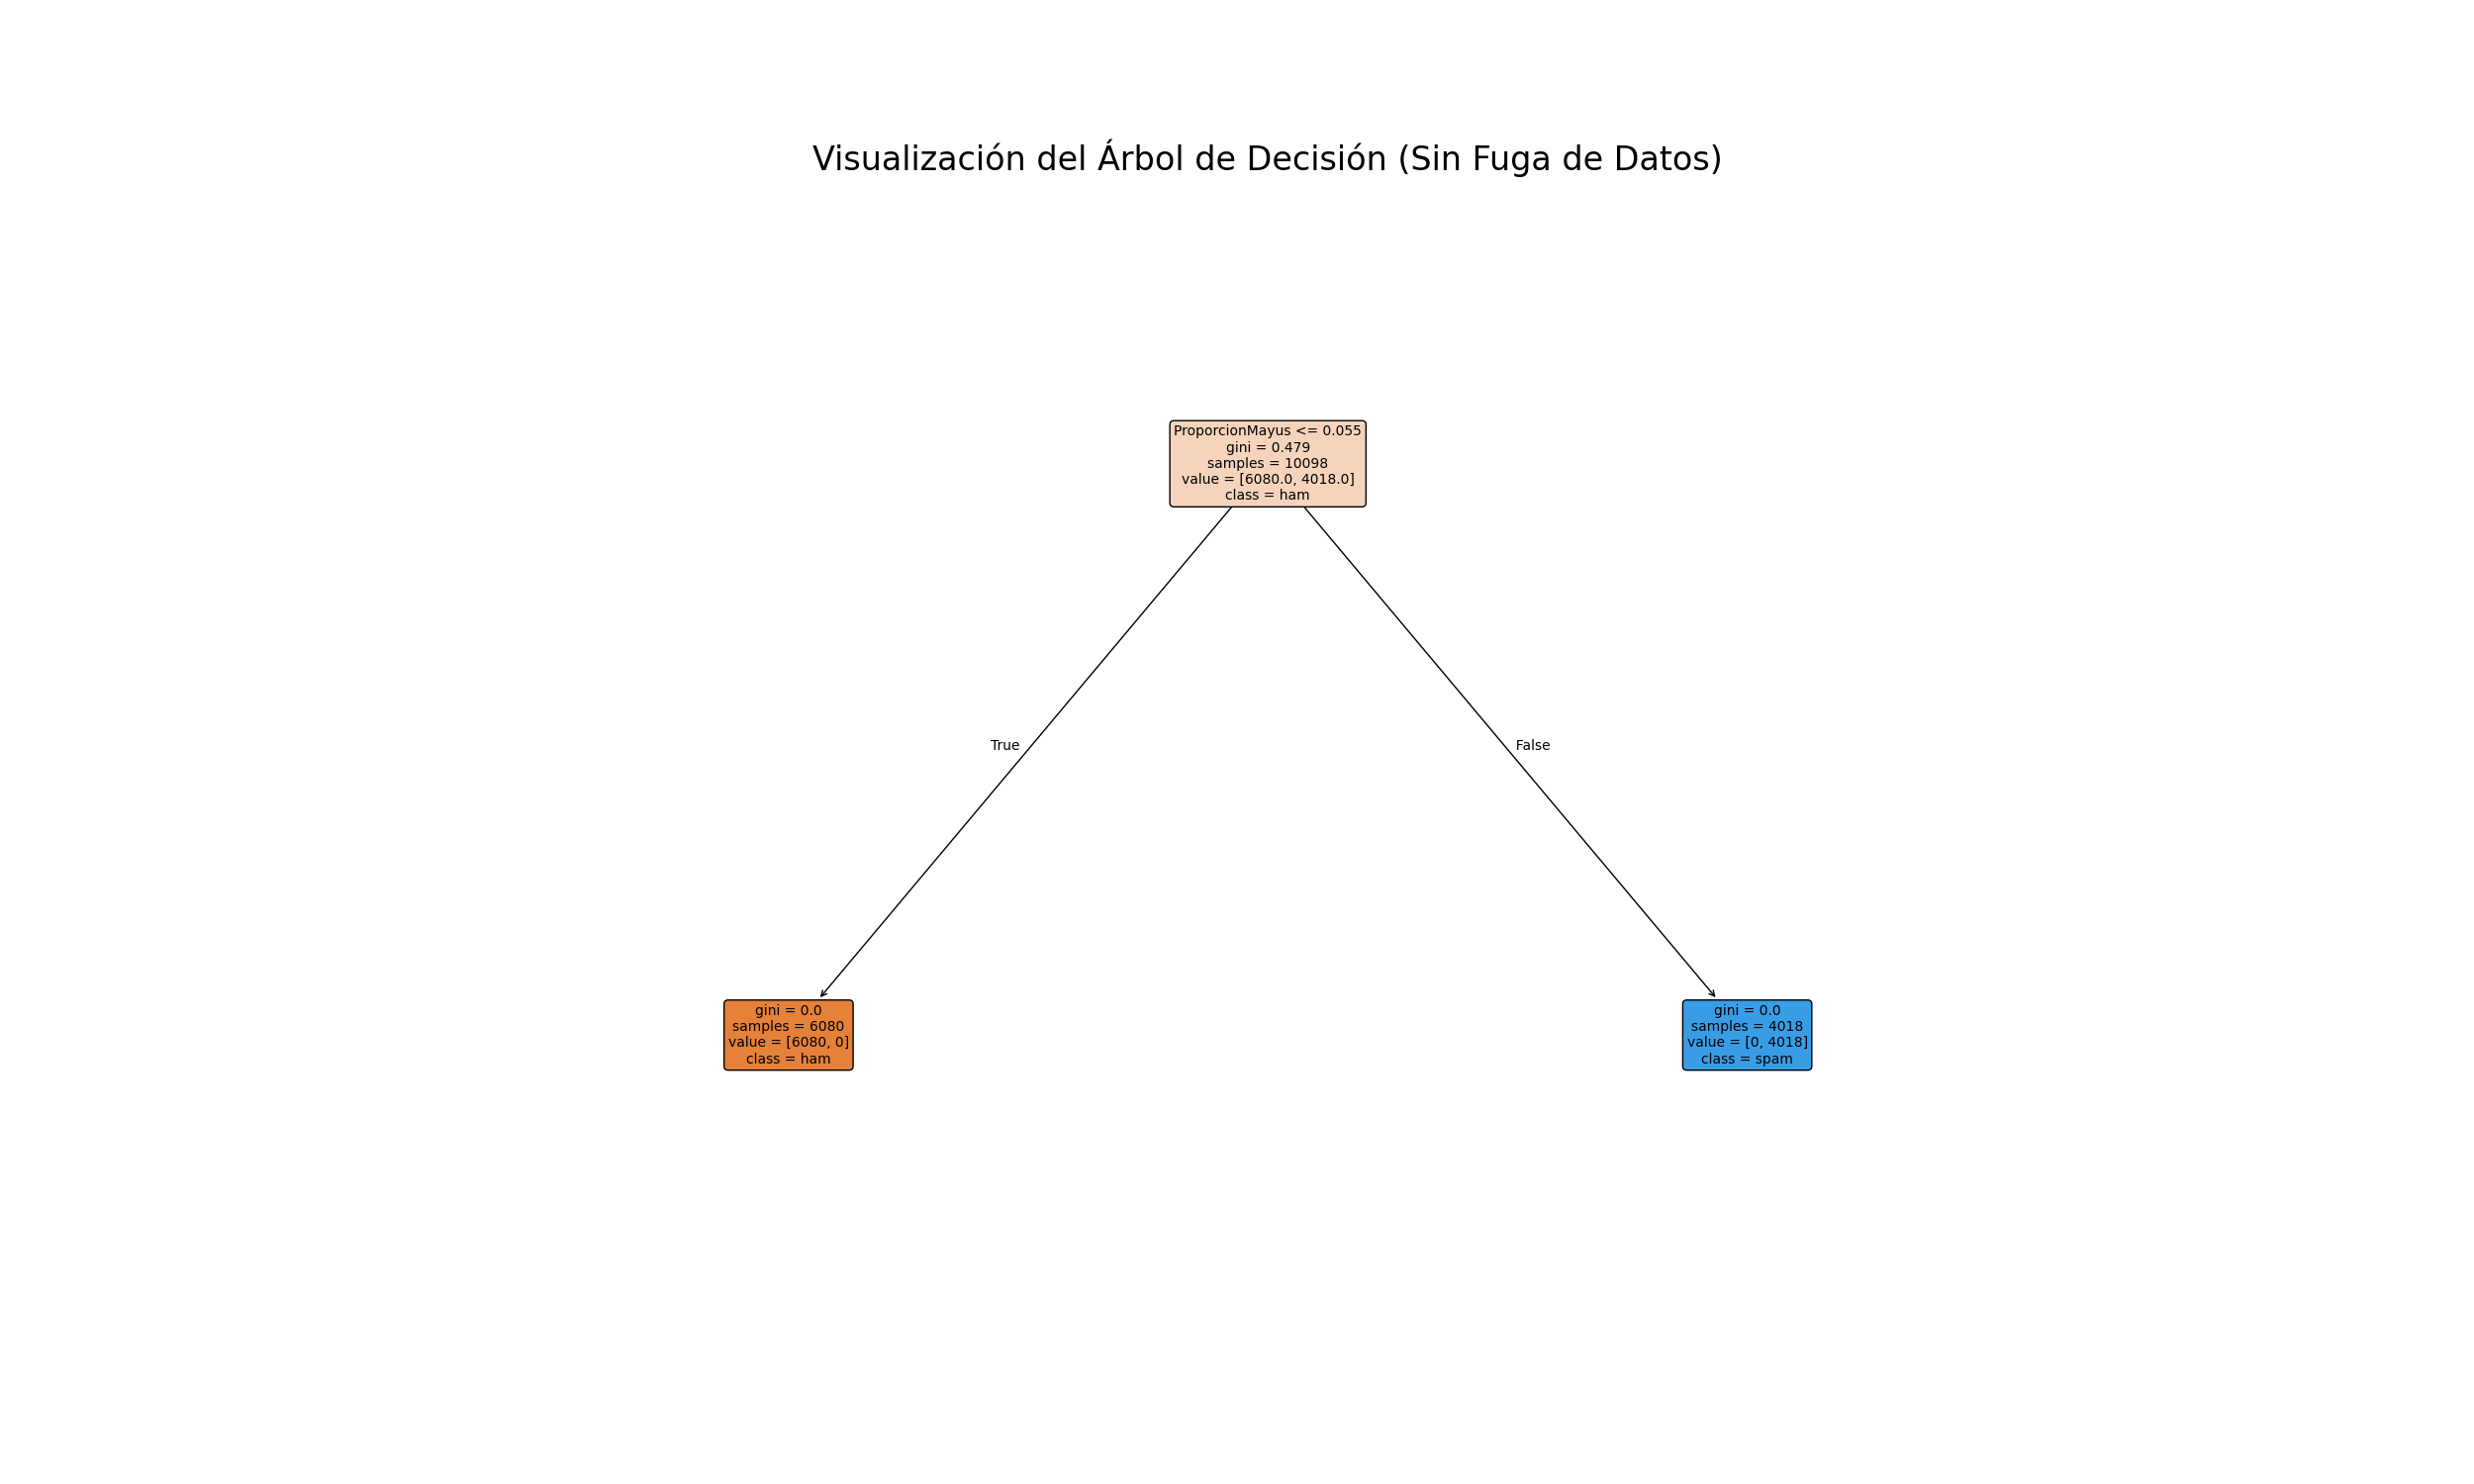 Visualización del Árbol de Decisión (Sin Fuga de Datos)
ProporcionMayus <= 0.055
gini = 0.479
samples = 10098
value = [6080.0, 4018.0]
class = ham
True
False
gini = 0.0
samples = 6080
value = [6080, 0]
class = ham
gini = 0.0
samples = 4018
value = [0, 4018]
class = spam